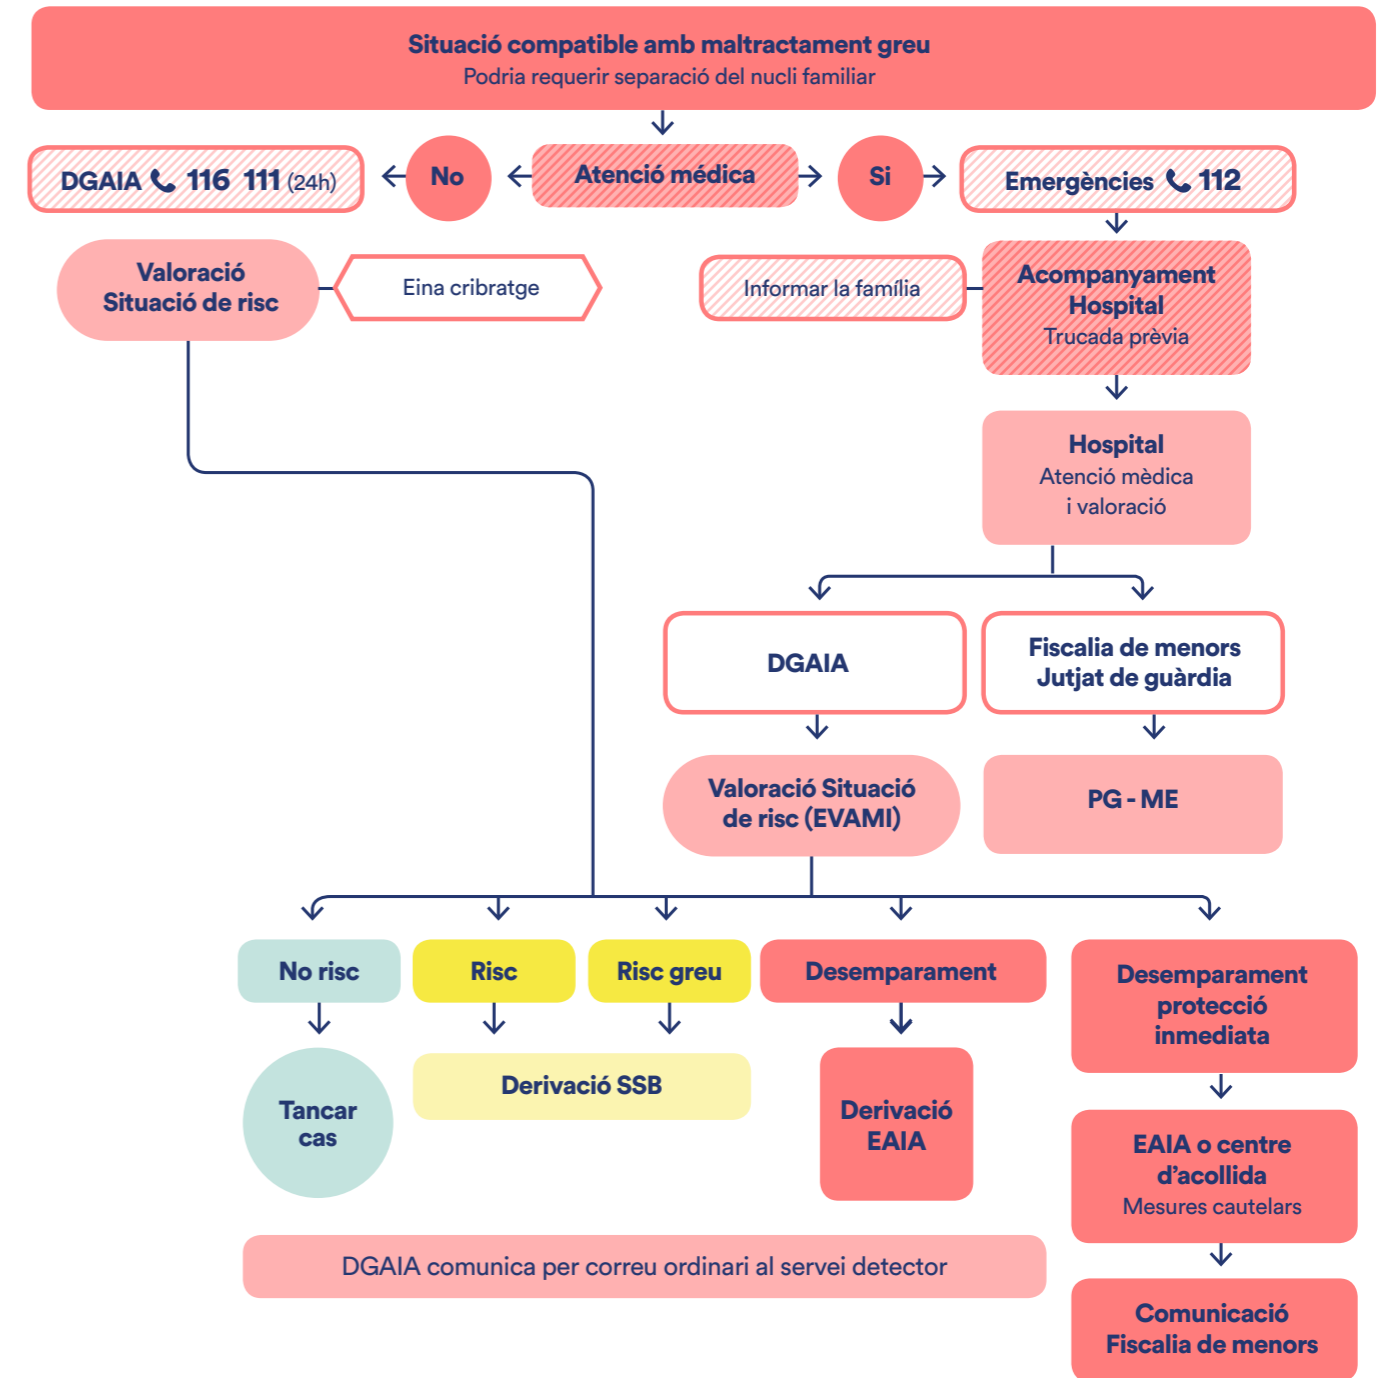 Situació compatible amb maltractament greu
Podria requerir separació del nucli familiar
DGAIA 116 111 (24h)
No
Atenció médica
Si
Emergències 112
Valoració
Situació de risc
Eina cribratge
Informar la família
Acompanyament
Hospital
Trucada prèvia
Hospital
Atenció mèdica
i valoració
DGAIA
Fiscalia de menors
Jutjat de guàrdia
Valoració Situació
de risc (EVAMI)
PG - ME
No risc
Risc
Risc greu
Desemparament
Desemparament
protecció
inmediata
Tancar
cas
Derivació SSB
Derivació
EAIA
EAIA o centre
d’acollida
Mesures cautelars
DGAIA comunica per correu ordinari al servei detector
Comunicació
Fiscalia de menors